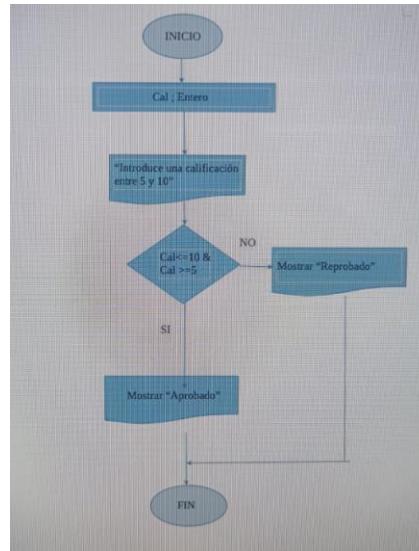 INICIO
Cal ; Entero
"Introduce una calificación
entre 5 y 10"
Cal<=10 &
Cal >=5
NO
Mostrar "Reprobado"
SI
Mostrar "Aprobado"
FIN